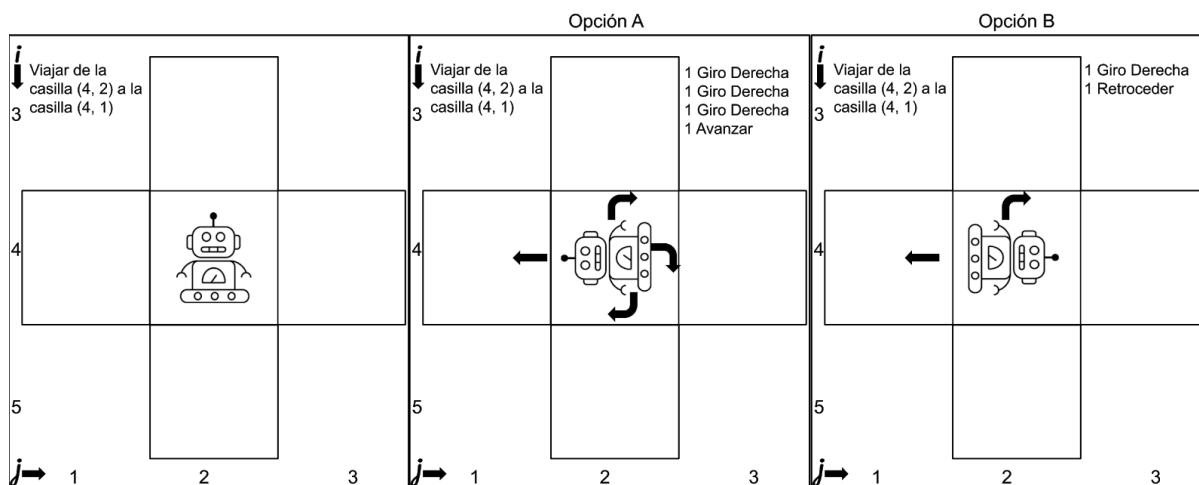 Opción A
Opción B
i
Viajar de la
casilla (4, 2) a la
casilla (4, 1)
3
4
5
j
1
2
3
i
Viajar de la
casilla (4, 2) a la
casilla (4, 1)
1 Giro Derecha
1 Giro Derecha
1 Giro Derecha
1 Avanzar
3
4
5
j
1
2
3
i
Viajar de la
casilla (4, 2) a la
casilla (4, 1)
1 Giro Derecha
1 Retroceder
3
4
5
j
1
2
3